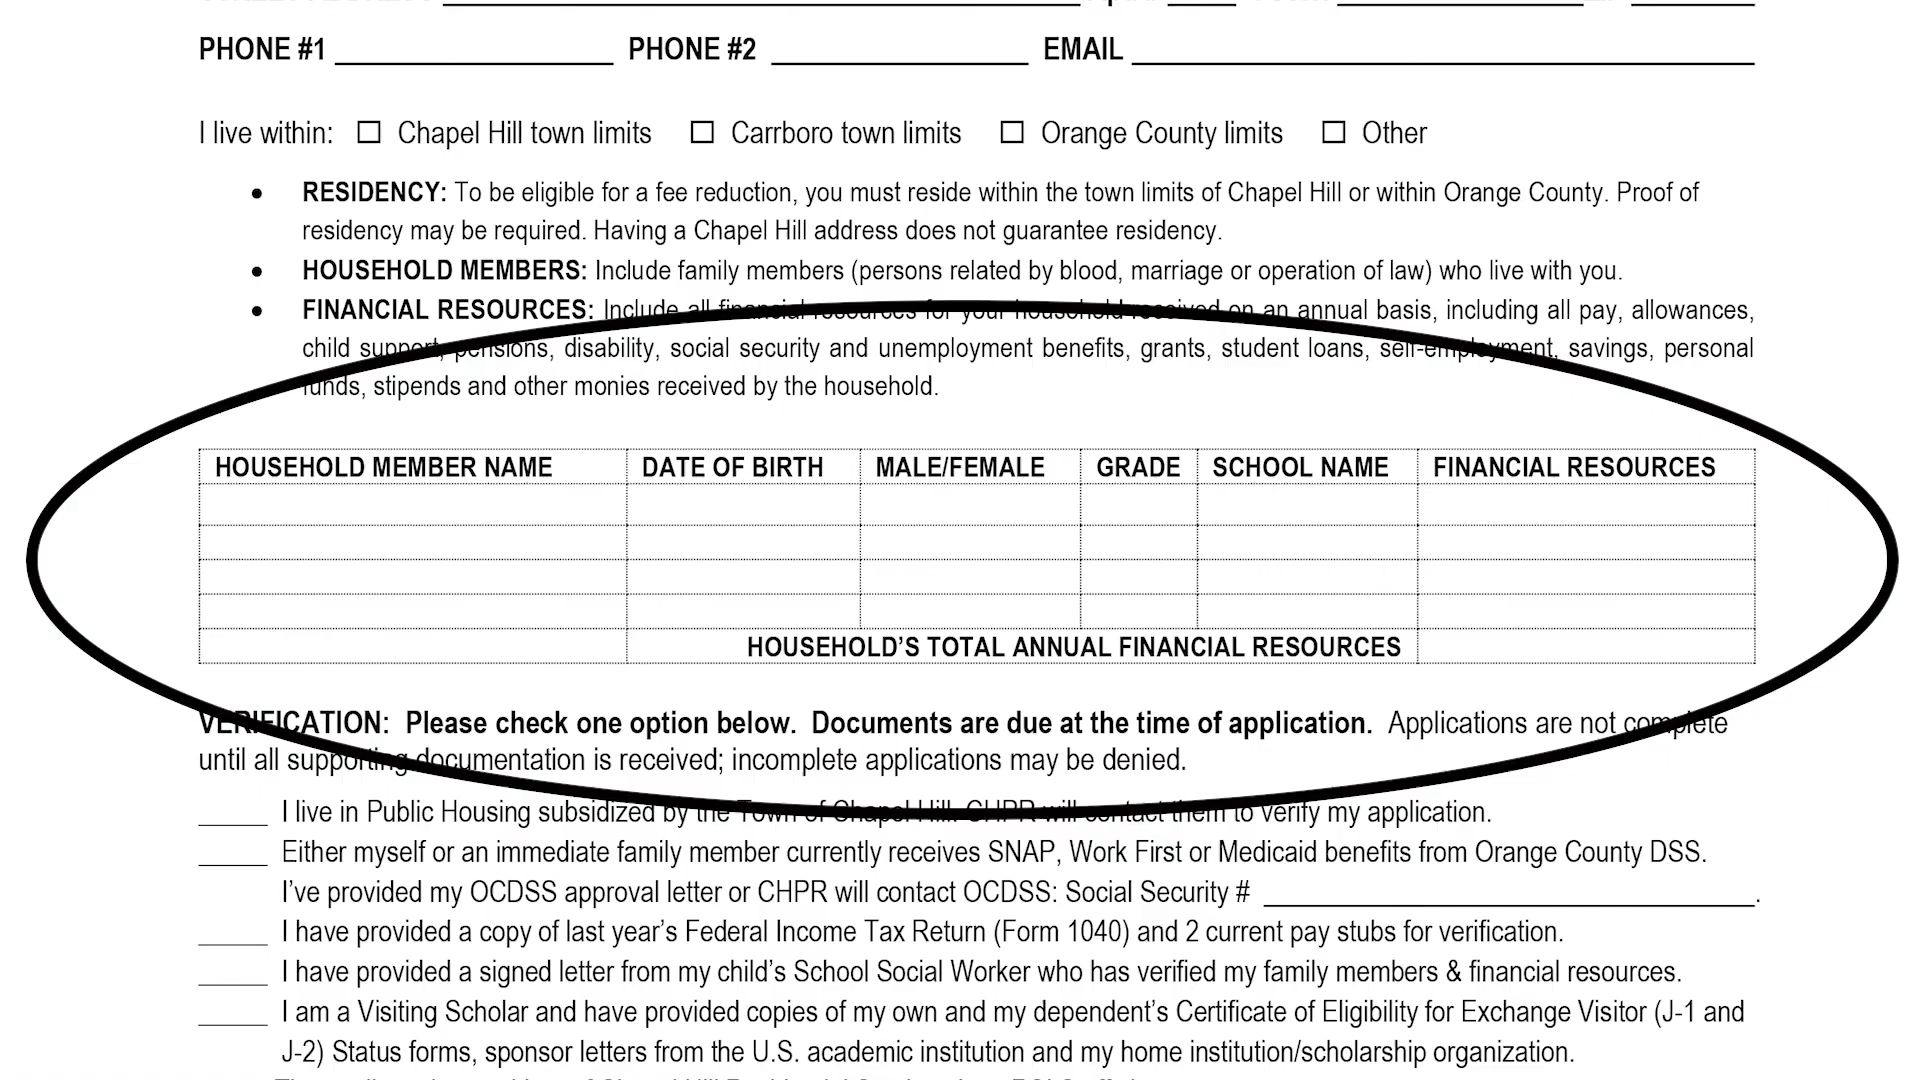 PHONE #1 PHONE #2 EMAIL
I live within: ☐ Chapel Hill town limits ☐ Carrboro town limits ☐ Orange County limits ☐ Other
• RESIDENCY: To be eligible for a fee reduction, you must reside within the town limits of Chapel Hill or within Orange County. Proof of
residency may be required. Having a Chapel Hill address does not guarantee residency.
• HOUSEHOLD MEMBERS: Include family members (persons related by blood, marriage or operation of law) who live with you.
• FINANCIAL RESOURCES: Include all financial resources for your household received on an annual basis, including all pay, allowances,
child support, pensions, disability, social security and unemployment benefits, grants, student loans, self-employment, savings, personal
funds, stipends and other monies received by the household.
HOUSEHOLD MEMBER NAME DATE OF BIRTH MALE/FEMALE GRADE SCHOOL NAME FINANCIAL RESOURCES
HOUSEHOLD’S TOTAL ANNUAL FINANCIAL RESOURCES
VERIFICATION: Please check one option below. Documents are due at the time of application. Applications are not complete
until all supporting documentation is received; incomplete applications may be denied.
_____ I live in Public Housing subsidized by the Town of Chapel Hill. CHPR will contact them to verify my application.
_____ Either myself or an immediate family member currently receives SNAP, Work First or Medicaid benefits from Orange County DSS.
I’ve provided my OCDSS approval letter or CHPR will contact OCDSS: Social Security # .
_____ I have provided a copy of last year’s Federal Income Tax Return (Form 1040) and 2 current pay stubs for verification.
_____ I have provided a signed letter from my child’s School Social Worker who has verified my family members & financial resources.
_____ I am a Visiting Scholar and have provided copies of my own and my dependent’s Certificate of Eligibility for Exchange Visitor (J-1 and
J-2) Status forms, sponsor letters from the U.S. academic institution and my home institution/scholarship organization.